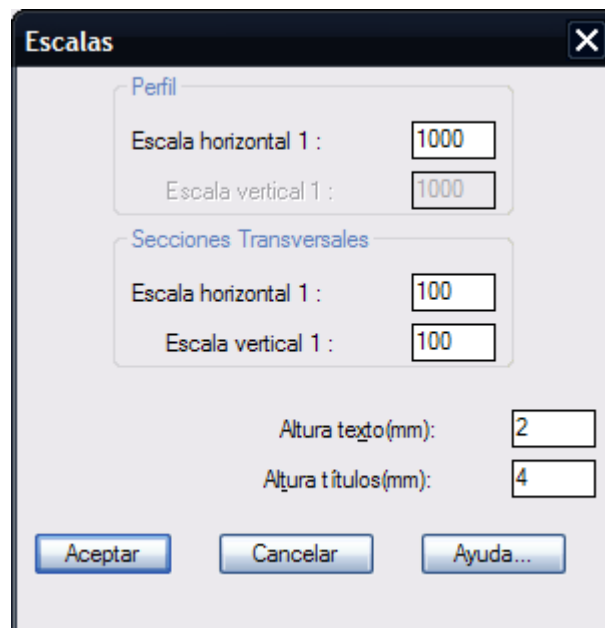 Escalas
Perfil
Escala horizontal 1 : 1000
Escala vertical 1 : 1000
Secciones Transversales
Escala horizontal 1 : 100
Escala vertical 1 : 100
Altura texto(mm): 2
Altura títulos(mm): 4
Aceptar Cancelar Ayuda...